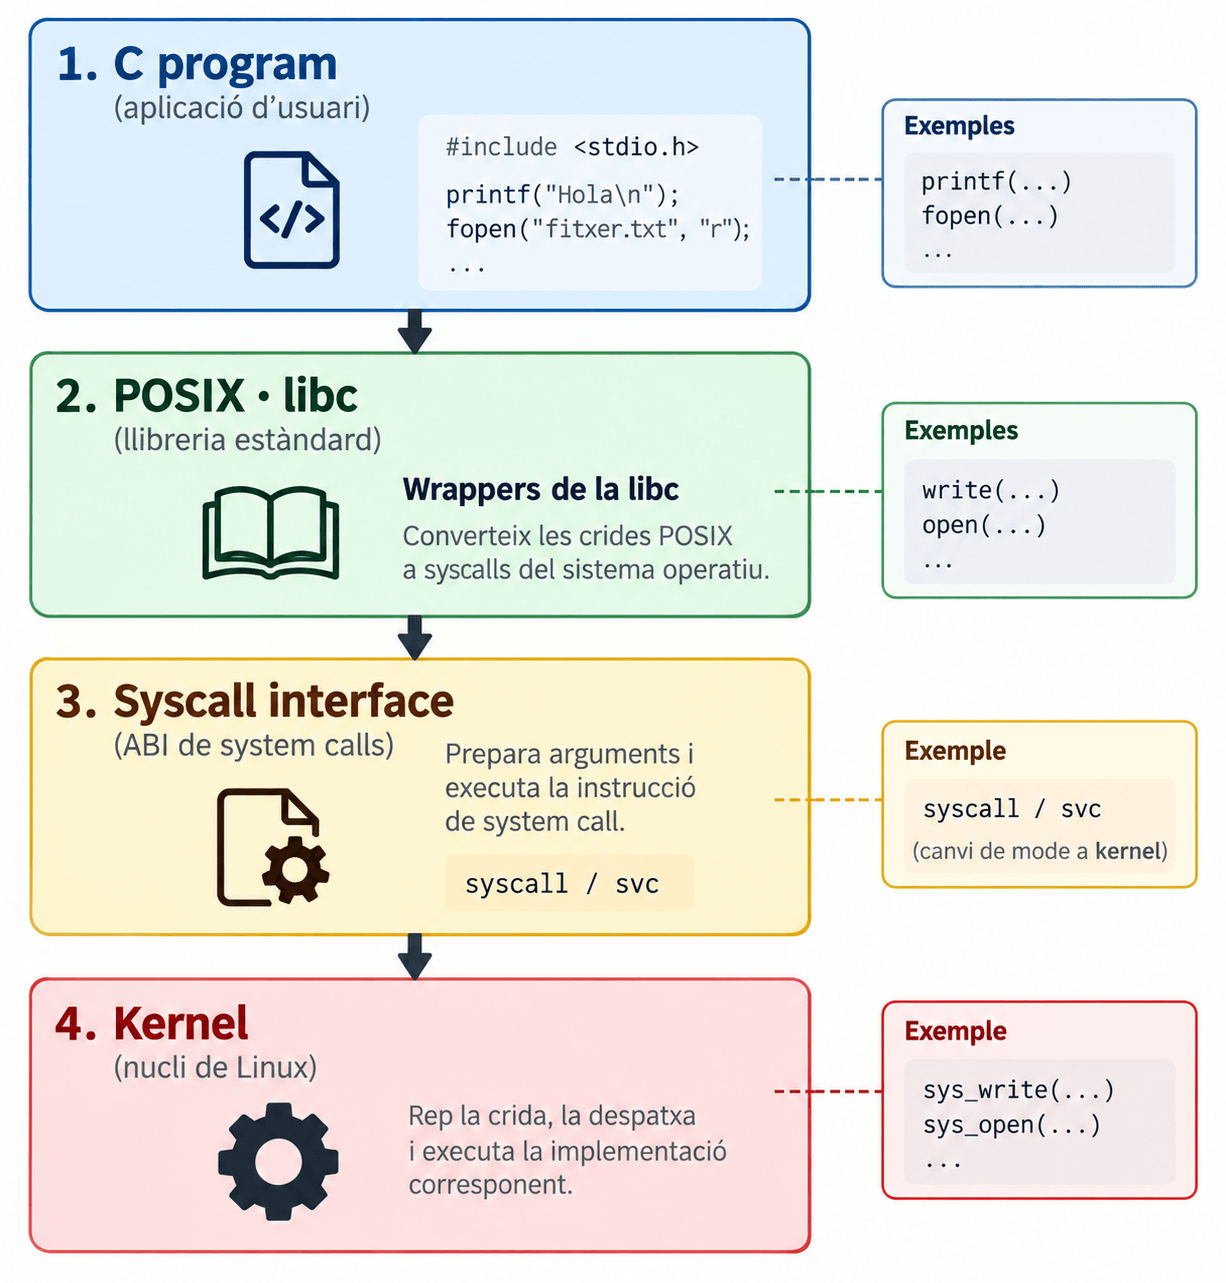 1. C program
(aplicació d’usuari)
#include <stdio.h>
printf("Hola\n");
fopen("fitxer.txt", "r");
...
Exemples
printf(...)
fopen(...)
...
2. POSIX · libc
(llibreria estàndard)
Wrappers de la libc
Converteix les crides POSIX
a syscalls del sistema operatiu.
Exemples
write(...)
open(...)
...
3. Syscall interface
(ABI de system calls)
Prepara arguments i
executa la instrucció
de system call.
syscall / svc
Exemple
syscall / svc
(canvi de mode a kernel)
4. Kernel
(nucli de Linux)
Rep la crida, la despatxa
i executa la implementació
corresponent.
Exemple
sys_write(...)
sys_open(...)
...